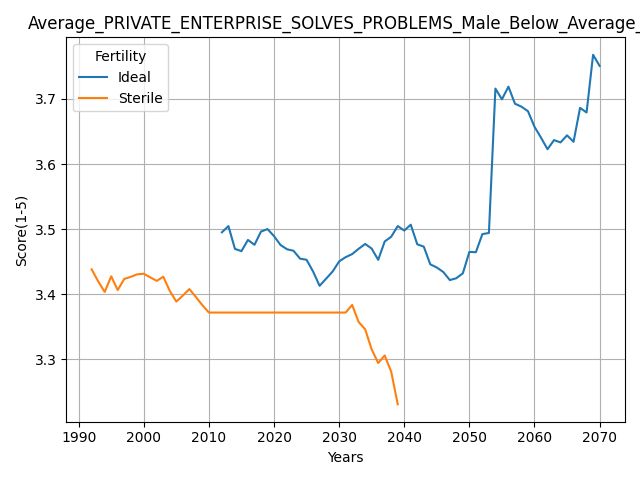 Average_PRIVATE_ENTERPRISE_SOLVES_PROBLEMS_Male_Below_Average_
Fertility
Ideal
Sterile
3.7
3.6
3.5
3.4
3.3
Score(1-5)
1990 2000 2010 2020 2030 2040 2050 2060 2070
Years